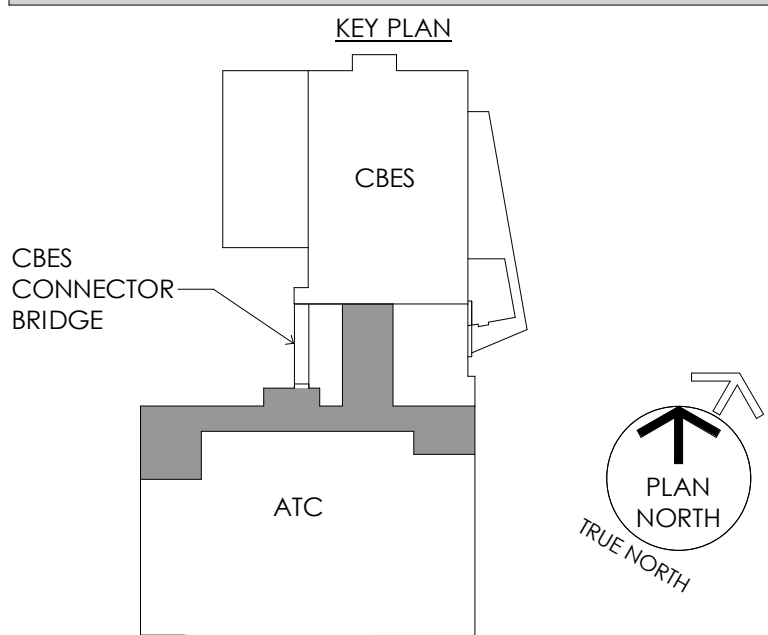 KEY PLAN
CBES
CBES
CONNECTOR
BRIDGE
ATC
PLAN
NORTH
TRUE NORTH